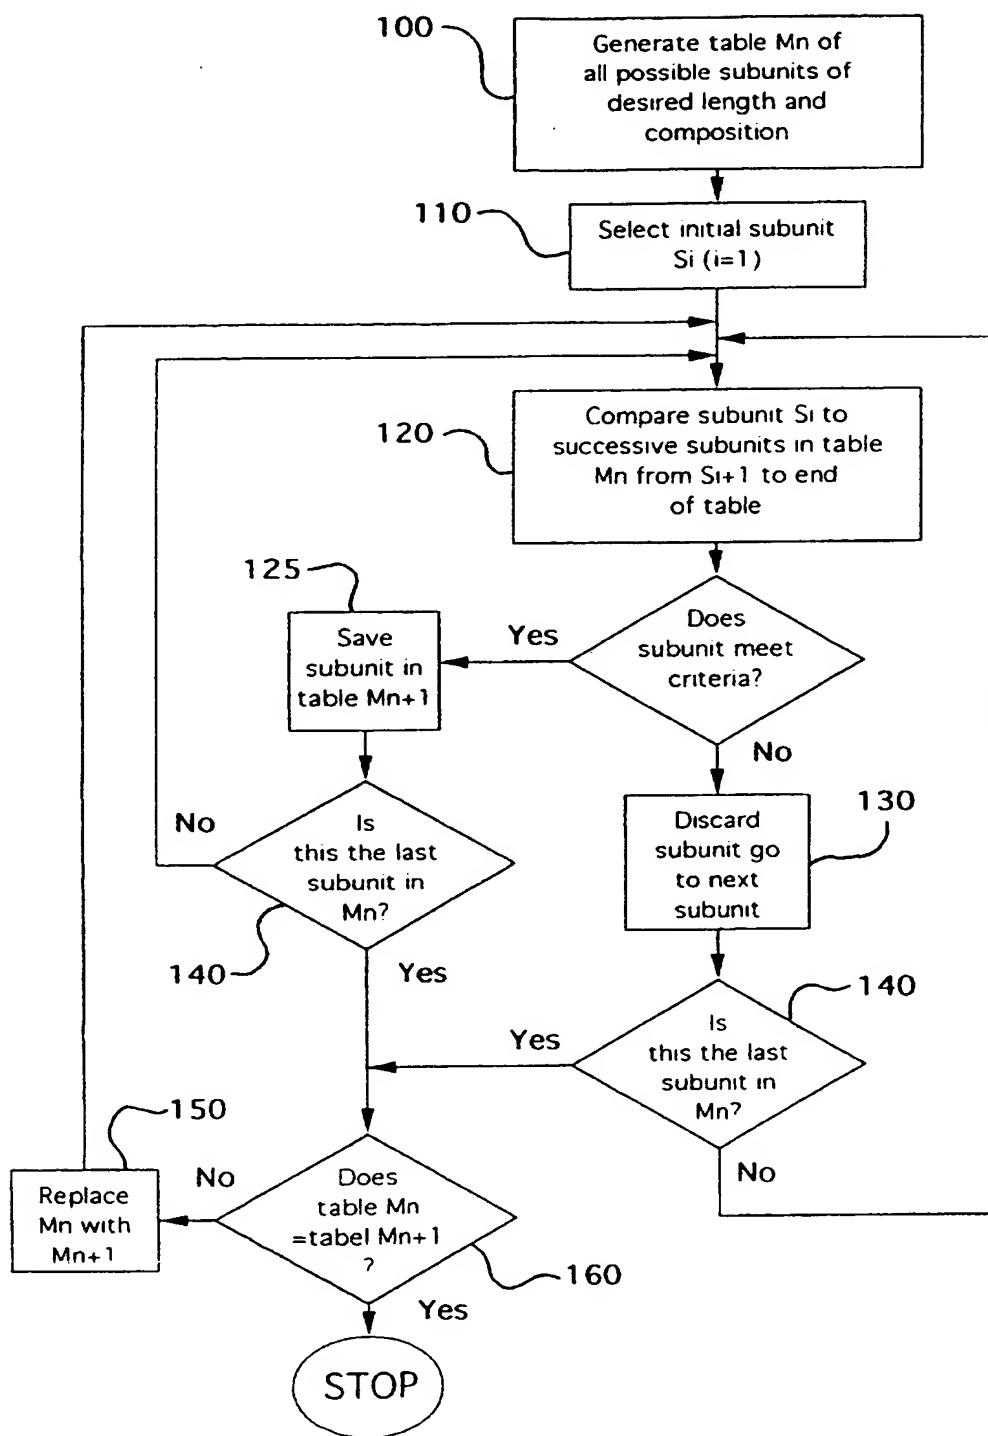 100
Generate table Mn of
all possible subunits of
desired length and
composition
110
Select initial subunit
Si (i=1)
120
Compare subunit Si to
successive subunits in table
Mn from Si+1 to end
of table
125
Save
subunit in
table Mn+1
Yes
Does
subunit meet
criteria?
No
130
Discard
subunit go
to next
subunit
No
Is
this the last
subunit in
Mn?
140
Yes
140
Yes
Is
this the last
subunit in
Mn?
No
150
Replace
Mn with
Mn+1
No
Does
table Mn
=tabel Mn+1
?
160
Yes
STOP